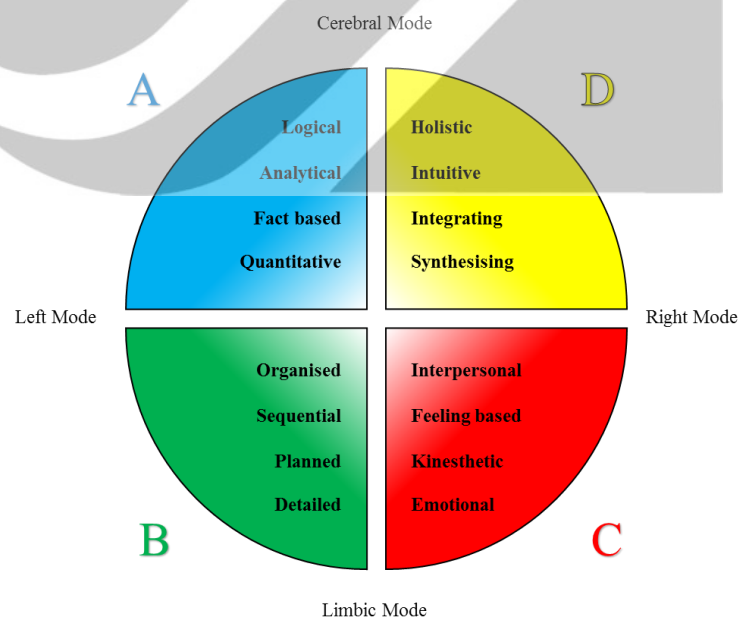 Cerebral Mode
A
D
Logical
Analytical
Fact based
Quantitative
Holistic
Intuitive
Integrating
Synthesising
Left Mode
Right Mode
Organised
Sequential
Planned
Detailed
Interpersonal
Feeling based
Kinesthetic
Emotional
B
C
Limbic Mode